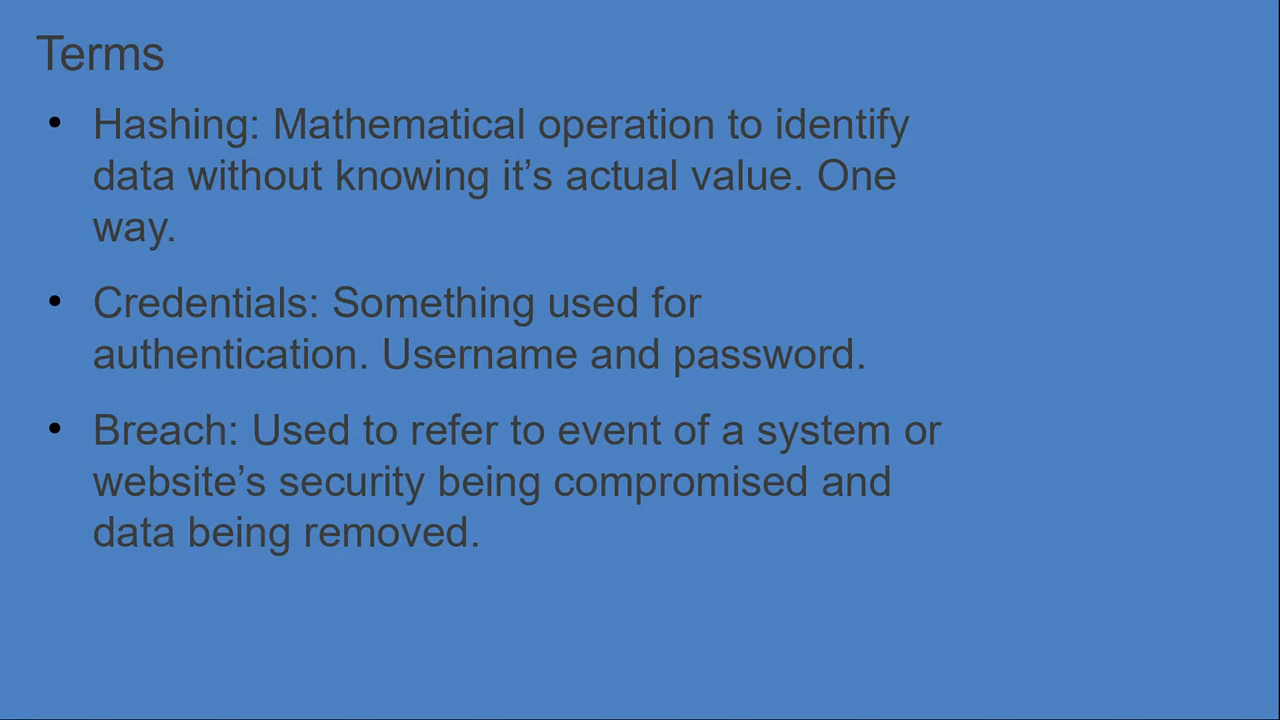 Terms
• Hashing: Mathematical operation to identify
data without knowing it’s actual value. One
way.
• Credentials: Something used for
authentication. Username and password.
• Breach: Used to refer to event of a system or
website’s security being compromised and
data being removed.